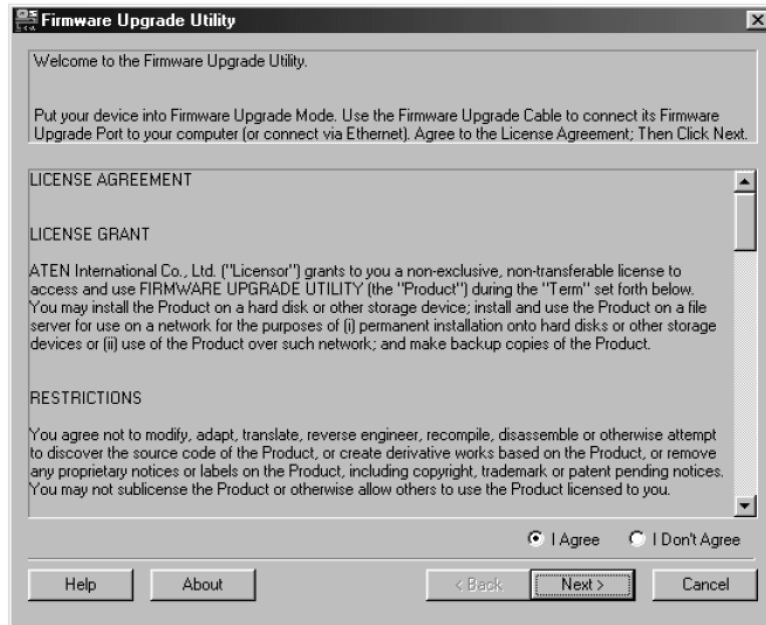 Firmware Upgrade Utility
Welcome to the Firmware Upgrade Utility.
Put your device into Firmware Upgrade Mode. Use the Firmware Upgrade Cable to connect its Firmware
Upgrade Port to your computer (or connect via Ethernet). Agree to the License Agreement; Then Click Next.
LICENSE AGREEMENT
LICENSE GRANT
ATEN International Co., Ltd. ("Licensor") grants to you a non-exclusive, non-transferable license to
access and use FIRMWARE UPGRADE UTILITY (the "Product") during the "Term" set forth below.
You may install the Product on a hard disk or other storage device; install and use the Product on a file
server for use on a network for the purposes of (i) permanent installation onto hard disks or other storage
devices or (ii) use of the Product over such network; and make backup copies of the Product.
RESTRICTIONS
You agree not to modify, adapt, translate, reverse engineer, recompile, disassemble or otherwise attempt
to discover the source code of the Product, or create derivative works based on the Product, or remove
any proprietary notices or labels on the Product, including copyright, trademark or patent pending notices.
You may not sublicense the Product or otherwise allow others to use the Product licensed to you.
I Agree I Don't Agree
Help About < Back Next > Cancel